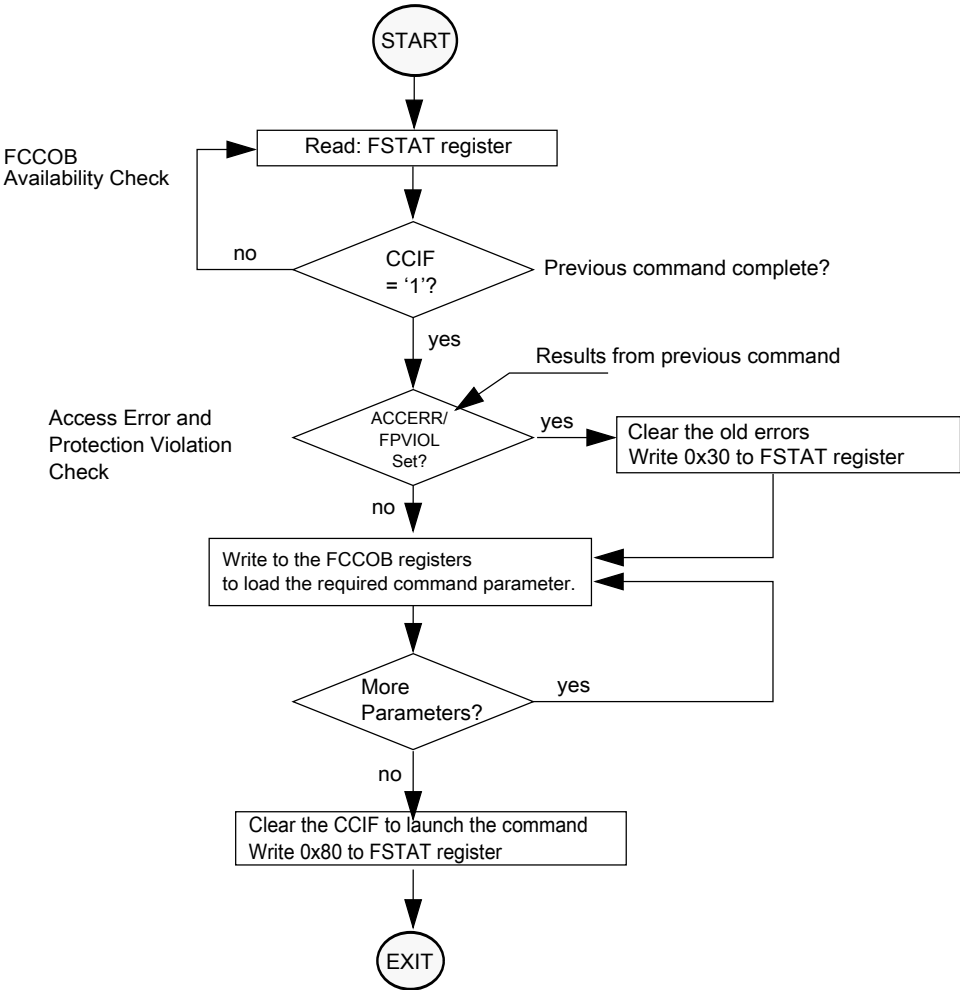 START
Read: FSTAT register
FCCOB
Availability Check
no
CCIF
= ‘1’?
Previous command complete?
yes
Results from previous command
Access Error and
Protection Violation
Check
ACCERR/
FPVIOL
Set?
yes
Clear the old errors
Write 0x30 to FSTAT register
no
Write to the FCCOB registers
to load the required command parameter.
More
Parameters?
yes
no
Clear the CCIF to launch the command
Write 0x80 to FSTAT register
EXIT